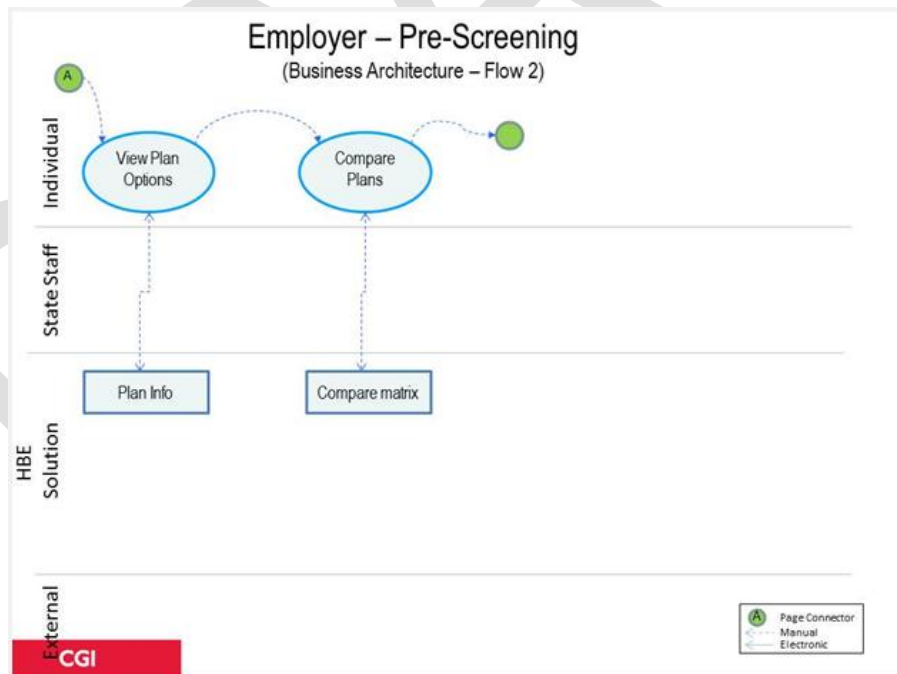 Employer – Pre-Screening
(Business Architecture – Flow 2)
A
Individual
View Plan
Options
Compare
Plans
State Staff
HBE
Solution
Plan Info
Compare matrix
External
CGI
A Page Connector
Manual
Electronic